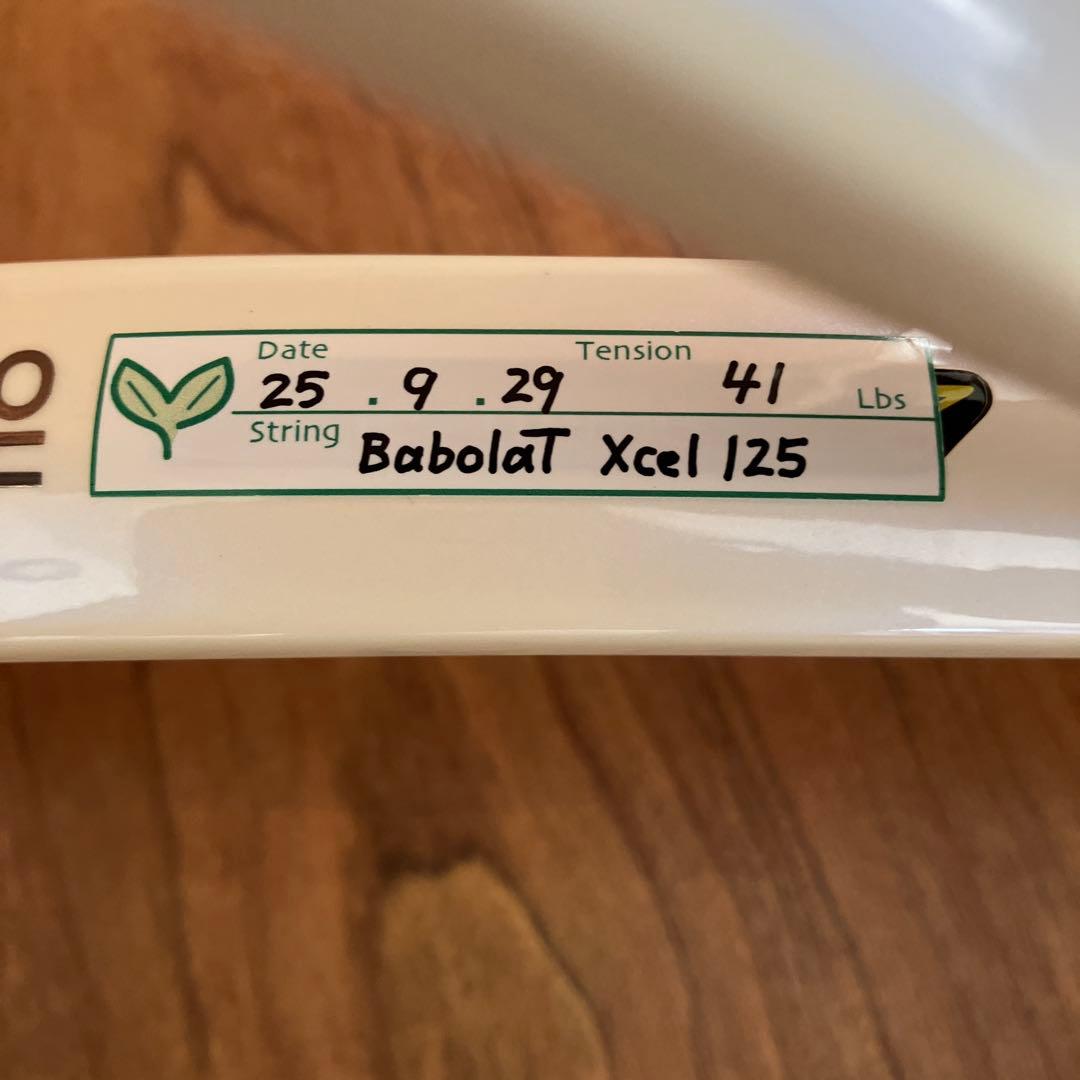 Date Tension
25 . 9 . 29 41 Lbs
String BabolaT Xcel 125